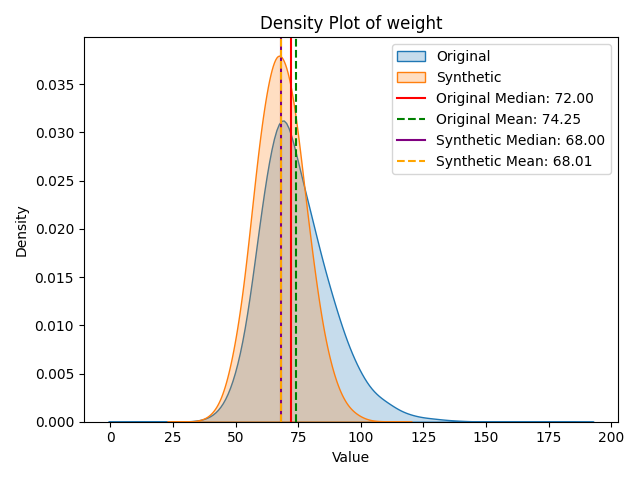 Density Plot of weight
Original
Synthetic
Original Median: 72.00
Original Mean: 74.25
Synthetic Median: 68.00
Synthetic Mean: 68.01
Density
0.035
0.030
0.025
0.020
0.015
0.010
0.005
0.000
0 25 50 75 100 125 150 175 200
Value